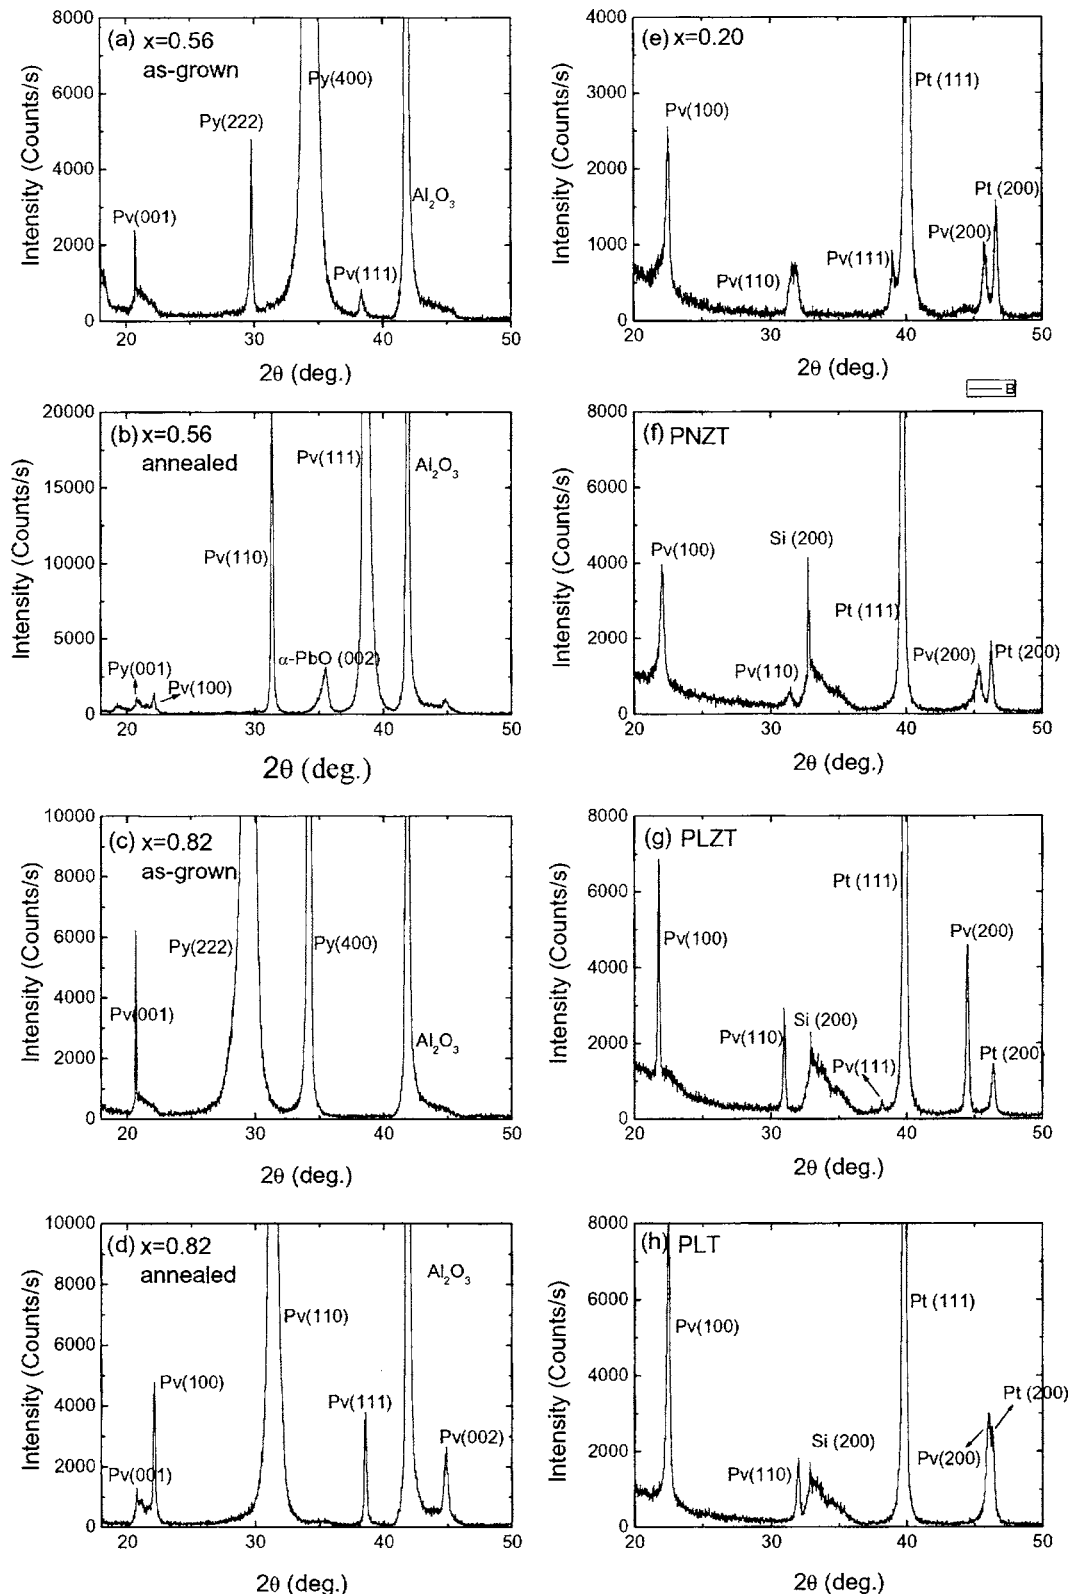 (a) x=0.56
as-grown
Py(400)
Py(222)
Pv(001)
Pv(111)
Al2O3
Intensity (Counts/s)
8000
6000
4000
2000
0
20 30 40 50
2θ (deg.)
(b) x=0.56
annealed
Pv(111)
Al2O3
Pv(110)
α-PbO (002)
Py(001)
Pv(100)
Intensity (Counts/s)
20000
15000
10000
5000
0
20 30 40 50
2θ (deg.)
(c) x=0.82
as-grown
Py(222)
Py(400)
Pv(001)
Al2O3
Intensity (Counts/s)
10000
8000
6000
4000
2000
0
20 30 40 50
2θ (deg.)
(d) x=0.82
annealed
Al2O3
Pv(110)
Pv(100)
Pv(111)
Pv(002)
Pv(001)
Intensity (Counts/s)
10000
8000
6000
4000
2000
0
20 30 40 50
2θ (deg.)
(e) x=0.20
Pt (111)
Pv(100)
Pt (200)
Pv(111)
Pv(200)
Pv(110)
Intensity (Counts/s)
4000
3000
2000
1000
0
20 30 40 50
2θ (deg.)
B
(f) PNZT
Si (200)
Pv(100)
Pt (111)
Pv(110)
Pv(200)
Pt (200)
Intensity (Counts/s)
8000
6000
4000
2000
0
20 30 40 50
2θ (deg.)
(g) PLZT
Pt (111)
Pv(100)
Pv(200)
Si (200)
Pv(110)
Pv(111)
Pt (200)
Intensity (Counts/s)
8000
6000
4000
2000
0
20 30 40 50
2θ (deg.)
(h) PLT
Pt (111)
Pv(100)
Pt (200)
Si (200)
Pv(200)
Pv(110)
Intensity (Counts/s)
8000
6000
4000
2000
0
20 30 40 50
2θ (deg.)